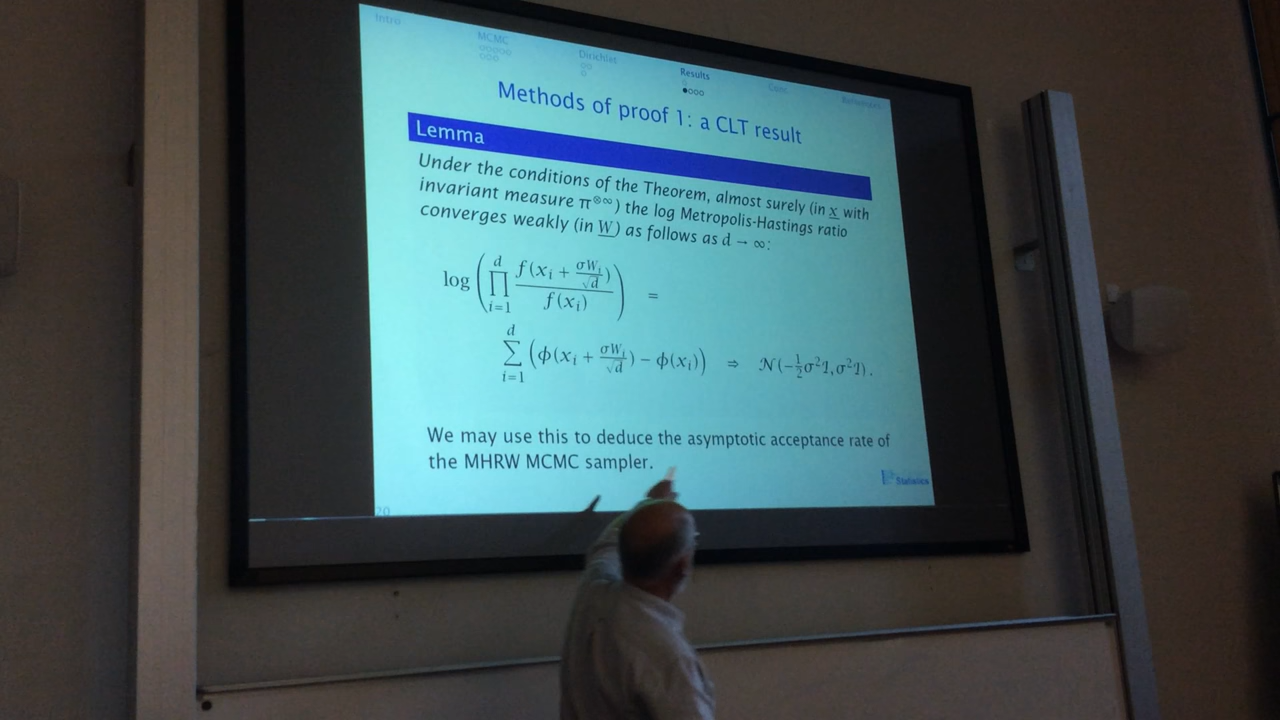 Intro
MCMC
Dirichlet
Results
Conc
References
Methods of proof 1: a CLT result
Lemma
Under the conditions of the Theorem, almost surely (in x with
invariant measure π⊗∞) the log Metropolis-Hastings ratio
converges weakly (in W) as follows as d → ∞:
log ( ∏_{i=1}^{d} f(x_i + σW_i/√d) / f(x_i) ) =
∑_{i=1}^{d} ( ϕ(x_i + σW_i/√d) − ϕ(x_i) ) ⇒ N(−½σ²I, σ²I).
We may use this to deduce the asymptotic acceptance rate of
the MHRW MCMC sampler.
Statistics
20